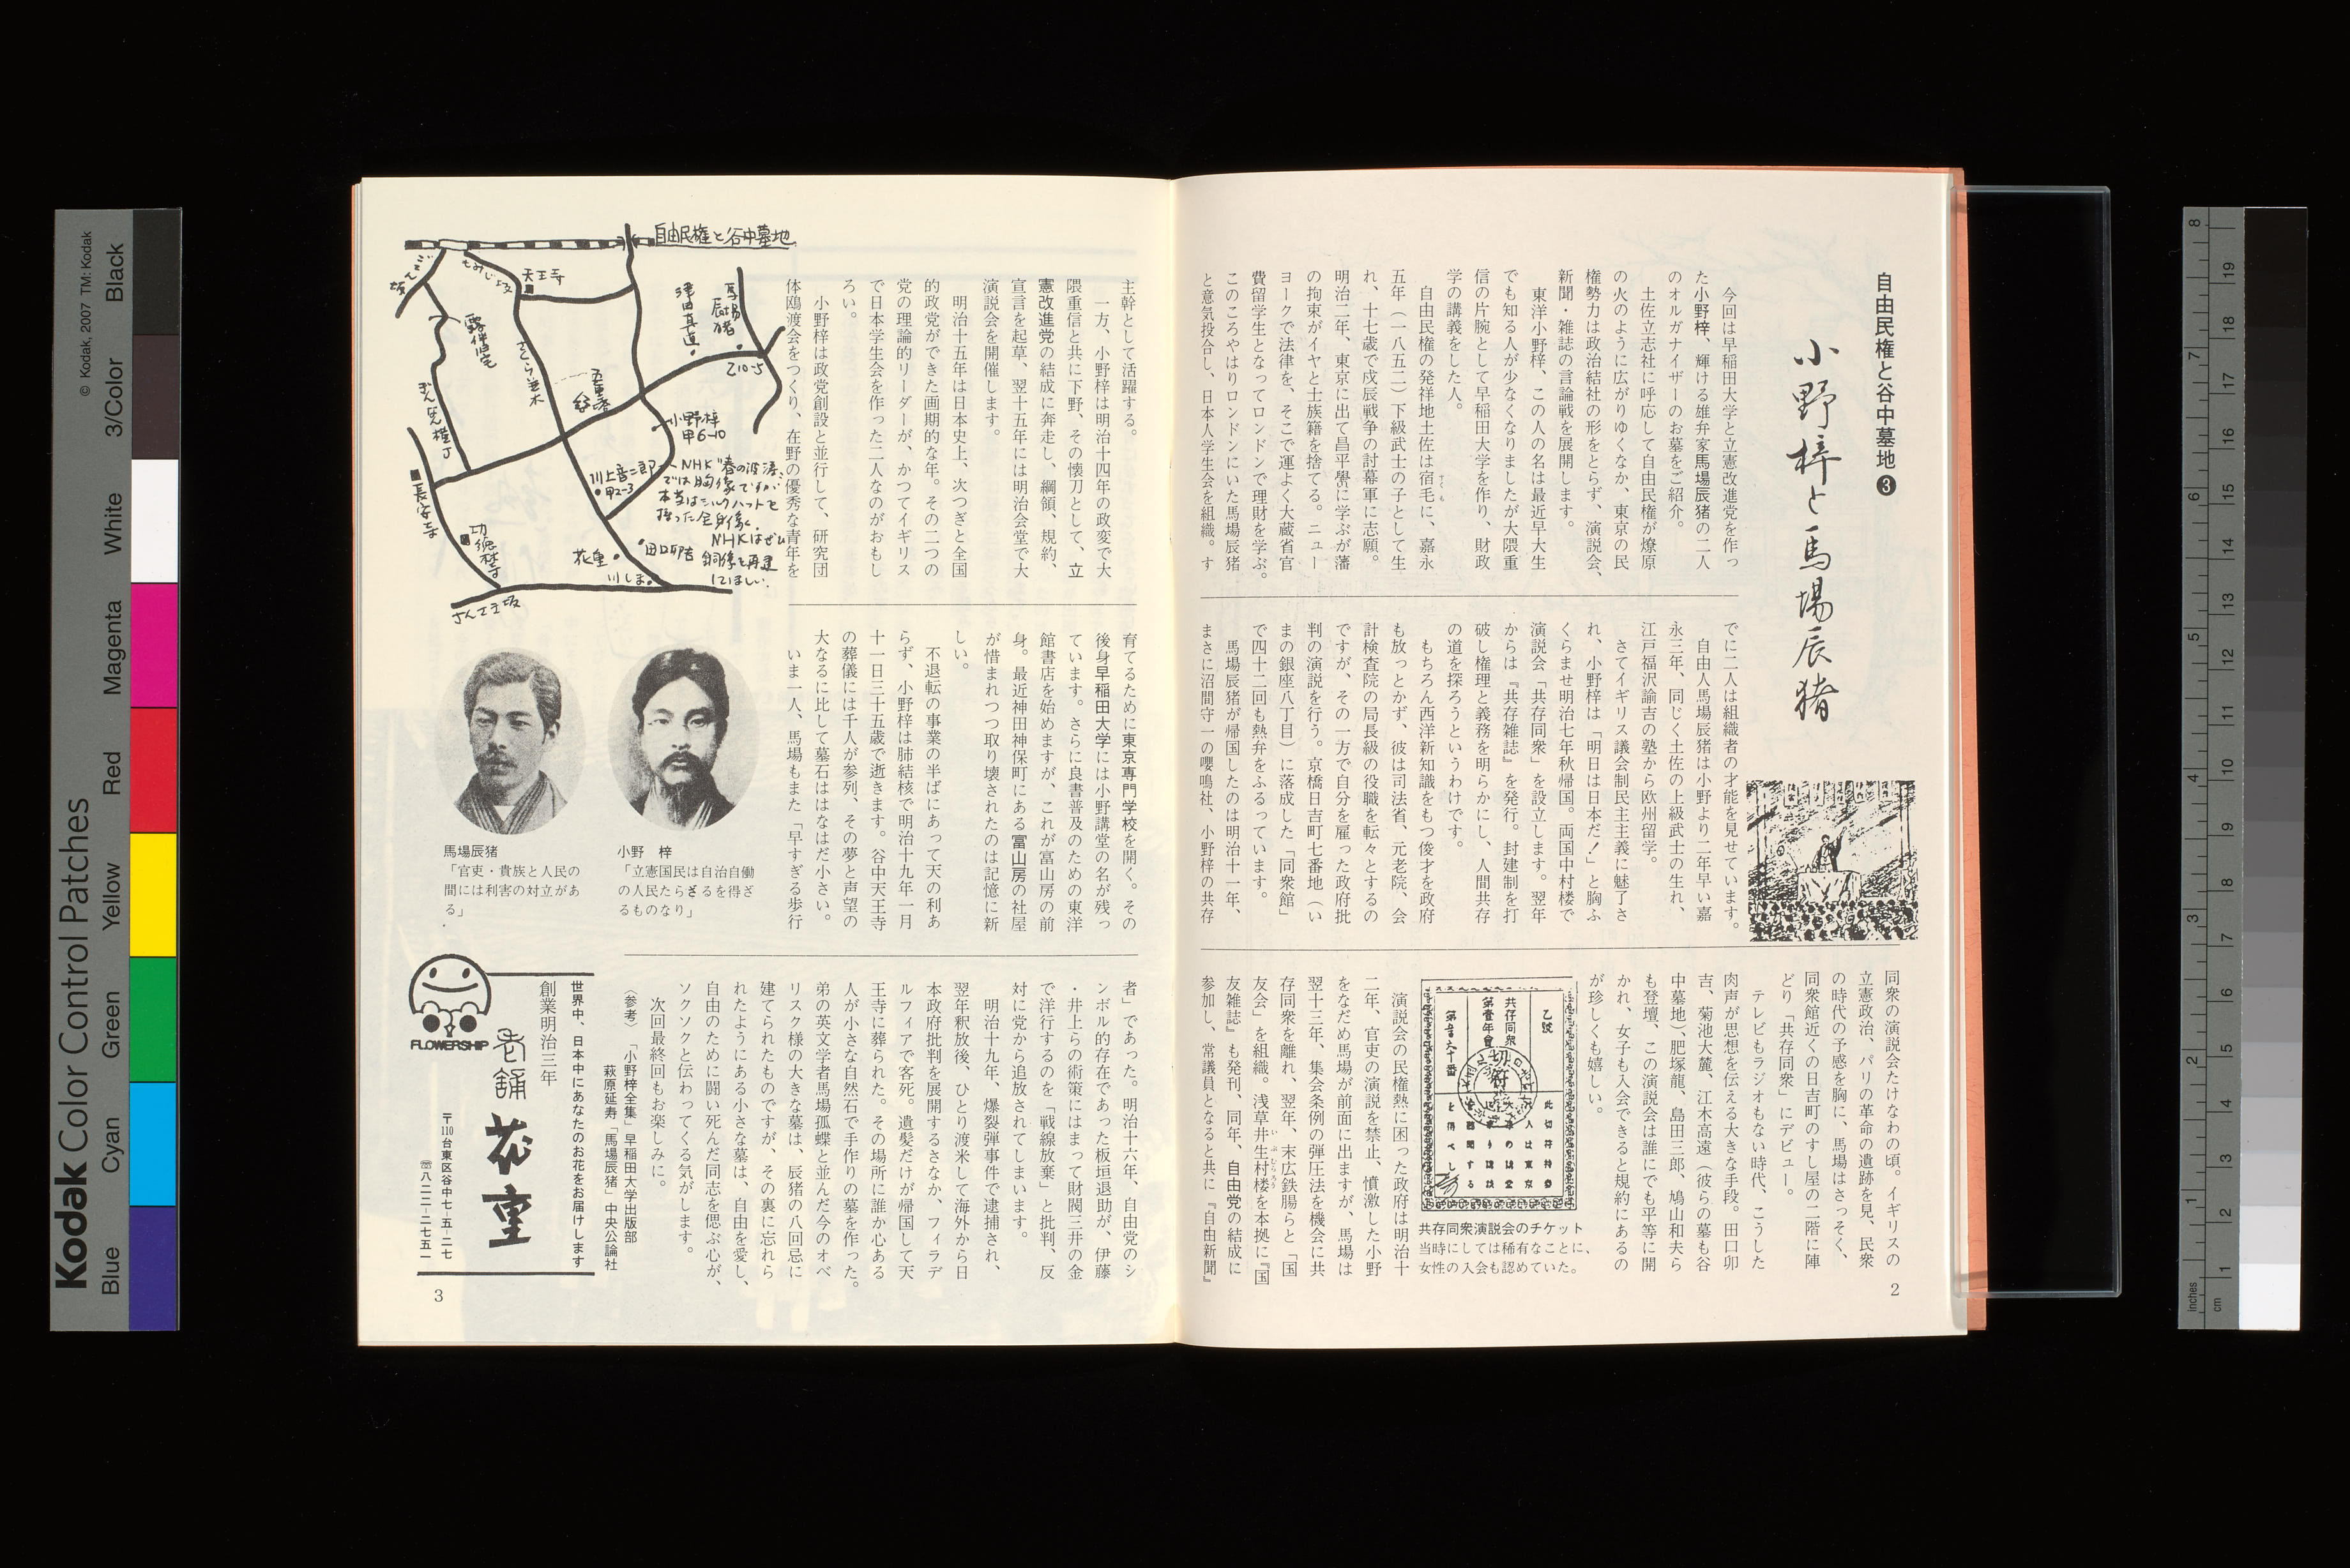 自由民権と谷中墓地❸
小野梓と馬場辰猪
今回は早稲田大学と立憲改進党を作っ
た小野梓、輝ける雄弁家馬場辰猪の二人
のオルガナイザーのお墓をご紹介。
土佐立志社に呼応して自由民権が燎原
の火のように広がりゆくなか、東京の民
権勢力は政治結社の形をとらず、演説会、
新聞・雑誌の言論戦を展開します。
東洋小野梓、この人の名は最近早大生
でも知る人が少なくなりましたが大隈重
信の片腕として早稲田大学を作り、財政
学の講義をした人。
自由民権の発祥地土佐は宿毛に、嘉永
五年（一八五二）下級武士の子として生
れ、十七歳で戊辰戦争の討幕軍に志願。
明治二年、東京に出て昌平黌に学ぶが藩
の拘束がイヤと士族籍を捨てる。ニュー
ヨークで法律を、そこで運よく大蔵省官
費留学生となってロンドンで理財を学ぶ。
このころやはりロンドンにいた馬場辰猪
と意気投合し、日本人学生会を組織。す
でに二人は組織者の才能を見せています。
自由人馬場辰猪は小野より二年早い嘉
永三年、同じく土佐の上級武士の生れ、
江戸福沢諭吉の塾から欧州留学。
さてイギリス議会制民主主義に魅了さ
れ、小野梓は「明日は日本だ！」と胸ふ
くらませ明治七年秋帰国。両国中村楼で
演説会「共存同衆」を設立します。翌年
からは『共存雑誌』を発行。封建制を打
破し権理と義務を明らかにし、人間共存
の道を探ろうというわけです。
もちろん西洋新知識をもつ俊才を政府
も放っとかず、彼は司法省、元老院、会
計検査院の局長級の役職を転々とするの
ですが、その一方で自分を雇った政府批
判の演説を行う。京橋日吉町七番地（い
まの銀座八丁目）に落成した「同衆館」
で四十二回も熱弁をふるっています。
馬場辰猪が帰国したのは明治十一年、
まさに沼間守一の嚶鳴社、小野梓の共存
同衆の演説会たけなわの頃。イギリスの
立憲政治、パリの革命の遺跡を見、民衆
の時代の予感を胸に、馬場はさっそく、
同衆館近くの日吉町のすし屋の二階に陣
どり「共存同衆」にデビュー。
テレビもラジオもない時代、こうした
肉声が思想を伝える大きな手段。田口卯
吉、菊池大麓、江木高遠（彼らの墓も谷
中墓地）、肥塚龍、島田三郎、鳩山和夫ら
も登壇、この演説会は誰にでも平等に開
かれ、女子も入会できると規約にあるの
が珍しくも嬉しい。
乙號
共存同衆
第壹年會
共存同衆演説会のチケット
当時にしては稀有なことに、
女性の入会も認めていた。
演説会の民権熱に困った政府は明治十
二年、官吏の演説を禁止、憤激した小野
をなだめ馬場が前面に出ますが、馬場は
翌十三年、集会条例の弾圧法を機会に共
存同衆を離れ、翌年、末広鉄腸らと「国
友会」を組織。浅草井生村楼を本拠に『国
友雑誌』も発刊、同年、自由党の結成に
参加し、常議員となると共に『自由新聞』
2
主幹として活躍する。
一方、小野梓は明治十四年の政変で大
隈重信と共に下野、その懐刀として、立
憲改進党の結成に奔走し、綱領、規約、
宣言を起草、翌十五年には明治会堂で大
演説会を開催します。
明治十五年は日本史上、次つぎと全国
的政党ができた画期的な年。その二つの
党の理論的リーダーが、かつてイギリス
で日本学生会を作った二人なのがおもし
ろい。
小野梓は政党創設と並行して、研究団
体鴎渡会をつくり、在野の優秀な青年を
自由民権と谷中墓地
もみじ坂
天王寺
露伴旧宅
さくら並木
五重塔
津田真道
馬場辰猪
乙10-5
小野梓
甲6-10
ぎんなん横丁
川上音二郎
甲2-3
NHK「春の波涛」
では胸像ですが
本当はシルクハットを
持った全身像。
NHKはぜひ
銅像を再建
してほしい。
田口卯吉
花重
川しま
長安寺
功徳林寺
さんさき坂
育てるために東京専門学校を開く。その
後身早稲田大学には小野講堂の名が残っ
ています。さらに良書普及のための東洋
館書店を始めますが、これが冨山房の前
身。最近神田神保町にある冨山房の社屋
が惜まれつつ取り壊されたのは記憶に新
しい。
不退転の事業の半ばにあって天の利あ
らず、小野梓は肺結核で明治十九年一月
十一日三十五歳で逝きます。谷中天王寺
の葬儀には千人が参列、その夢と声望の
大なるに比して墓石ははなはだ小さい。
いま一人、馬場もまた「早すぎる歩行
小野　梓
「立憲国民は自治自働
の人民たらざるを得ざ
るものなり」
馬場辰猪
「官吏・貴族と人民の
間には利害の対立があ
る」
者」であった。明治十六年、自由党のシ
ンボル的存在であった板垣退助が、伊藤
・井上らの術策にはまって財閥三井の金
で洋行するのを「戦線放棄」と批判、反
対に党から追放されてしまいます。
明治十九年、爆裂弾事件で逮捕され、
翌年釈放後、ひとり渡米して海外から日
本政府批判を展開するさなか、フィラデ
ルフィアで客死。遺髪だけが帰国して天
王寺に葬られた。その場所に誰か心ある
人が小さな自然石で手作りの墓を作った。
弟の英文学者馬場孤蝶と並んだ今のオベ
リスク様の大きな墓は、辰猪の八回忌に
建てられたものですが、その裏に忘れら
れたようにある小さな墓は、自由を愛し、
自由のために闘い死んだ同志を偲ぶ心が、
ソクソクと伝わってくる気がします。
次回最終回もお楽しみに。
〈参考〉「小野梓全集」早稲田大学出版部
萩原延寿「馬場辰猪」中央公論社
世界中、日本中にあなたのお花をお届けします
創業明治三年
老舗
花重
FLOWERSHIP
〒110台東区谷中七-五-二七
☎八二二-二七五一
3
Kodak Color Control Patches
© Kodak, 2007 TM: Kodak
Blue
Cyan
Green
Yellow
Red
Magenta
White
3/Color
Black
inches
cm
1
2
3
4
5
6
7
8
1
2
3
4
5
6
7
8
9
10
11
12
13
14
15
16
17
18
19